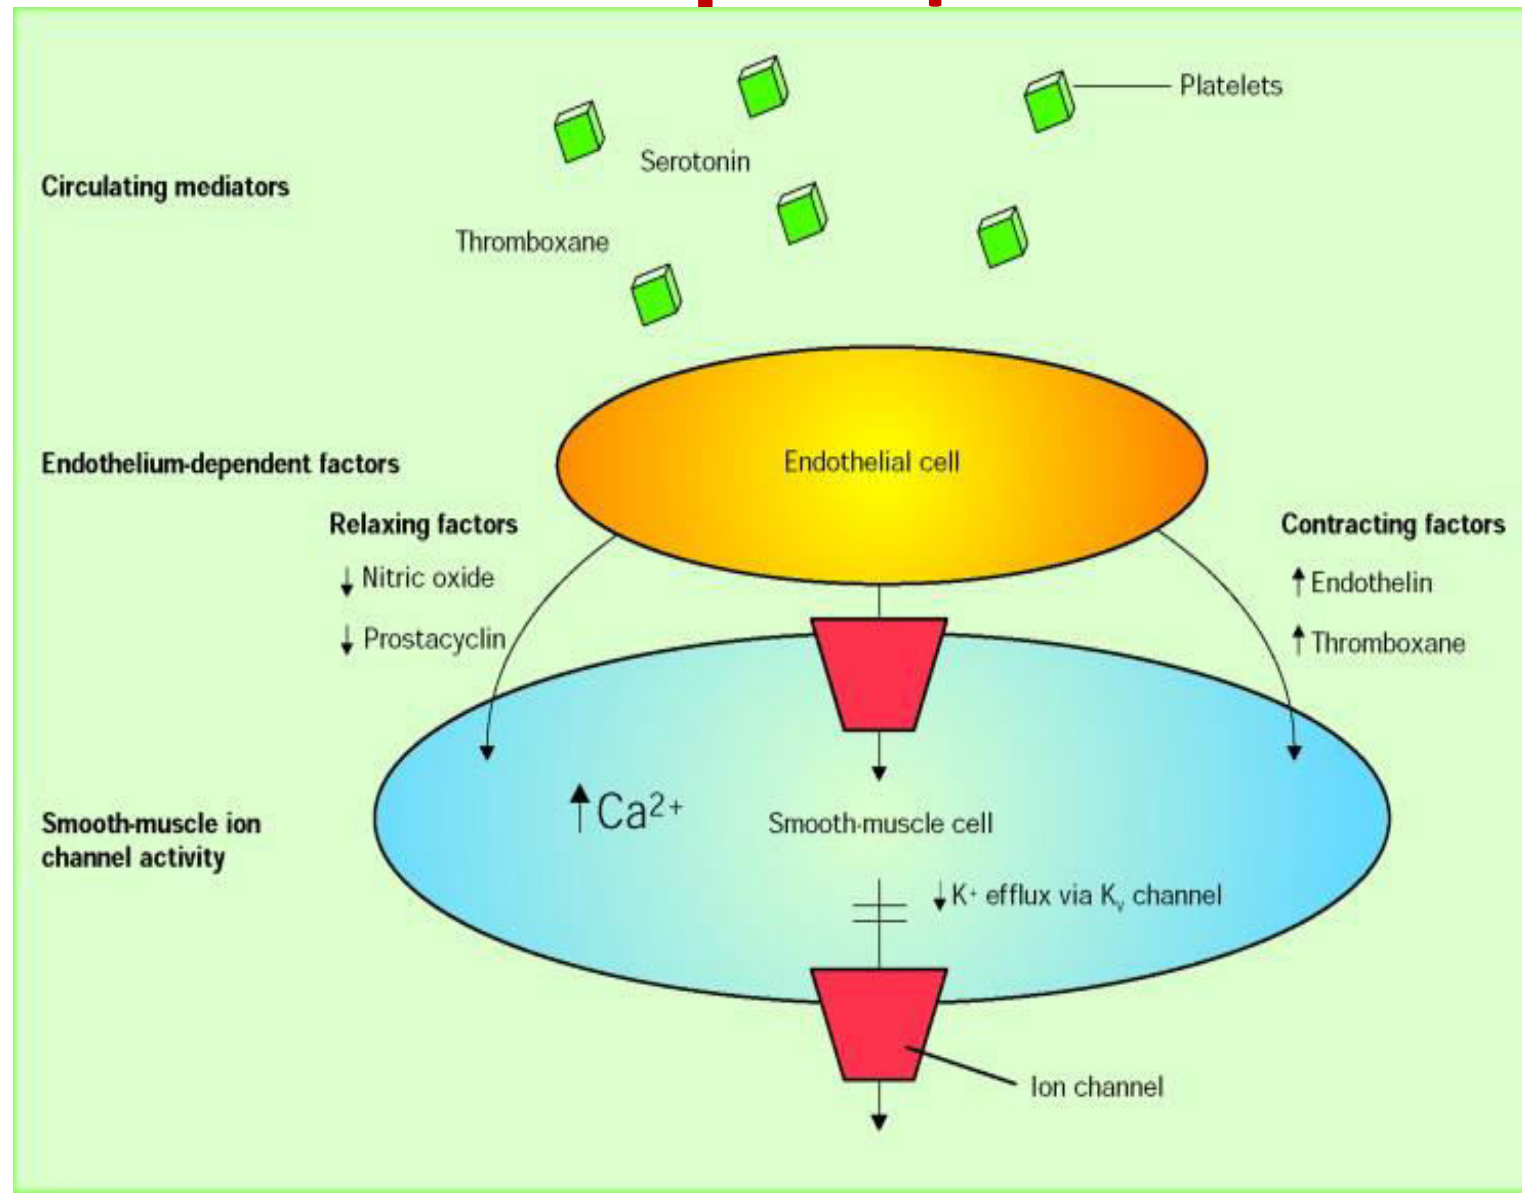 Platelets
Serotonin
Circulating mediators
Thromboxane
Endothelial cell
Endothelium-dependent factors
Relaxing factors
↓ Nitric oxide
↓ Prostacyclin
Contracting factors
↑ Endothelin
↑ Thromboxane
↑Ca²⁺
Smooth-muscle cell
Smooth-muscle ion
channel activity
↓K⁺ efflux via Kᵥ channel
Ion channel